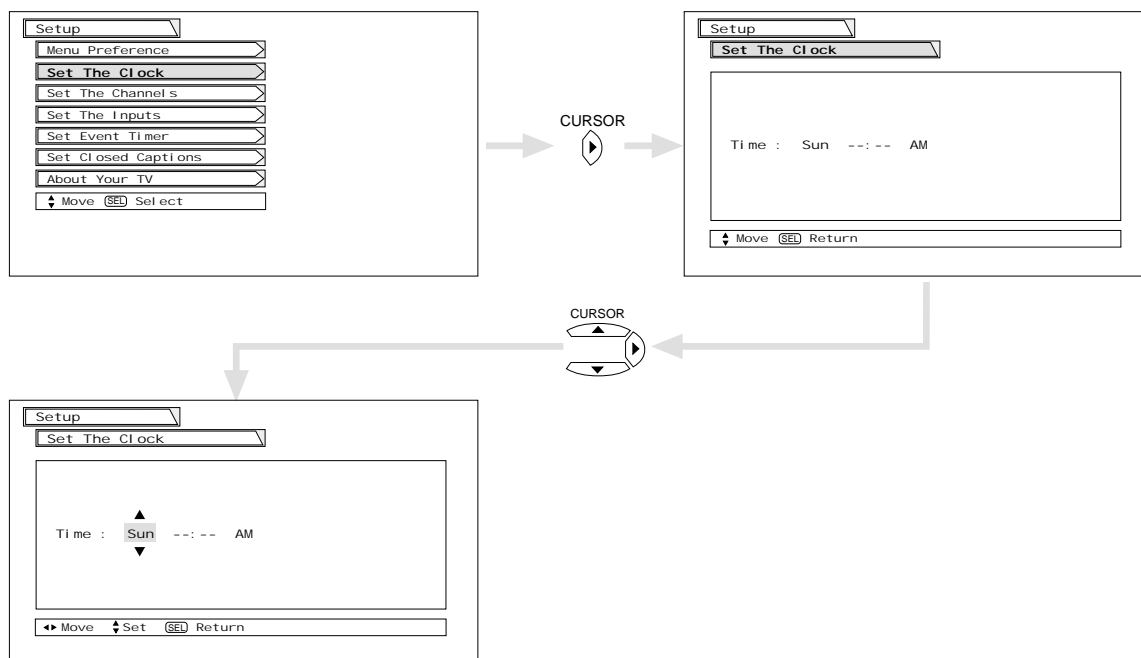 Setup
Menu Preference
Set The Clock
Set The Channels
Set The Inputs
Set Event Timer
Set Closed Captions
About Your TV
Move SEL Select
CURSOR
Setup
Set The Clock
Time : Sun --:-- AM
Move SEL Return
CURSOR
Setup
Set The Clock
Time : Sun --:-- AM
Move Set SEL Return